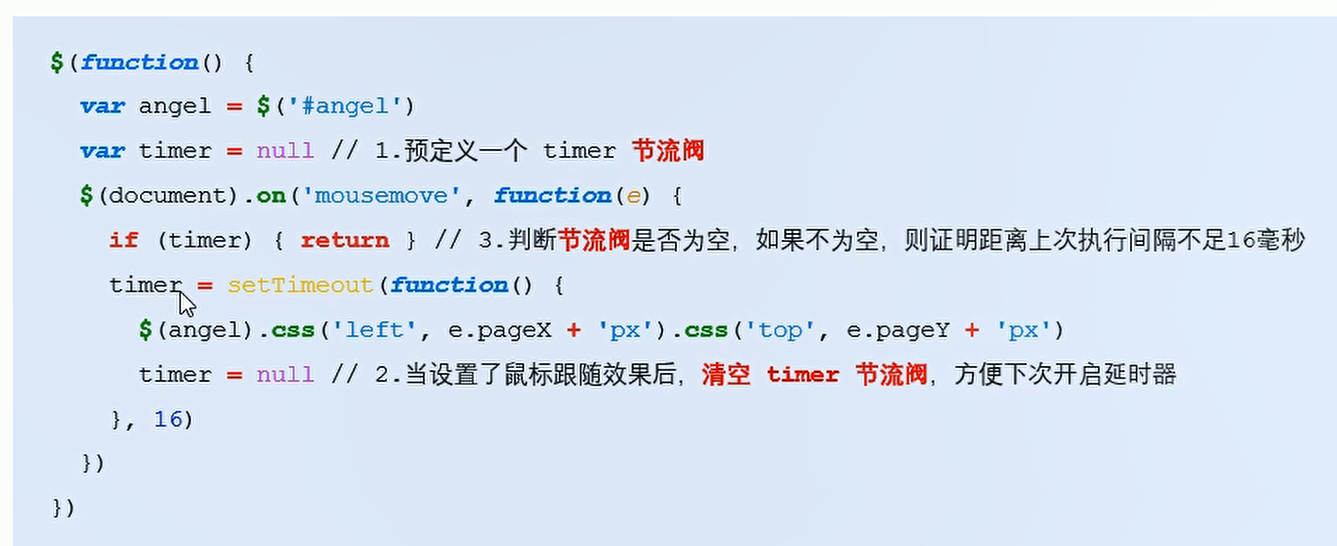 $(function() {
var angel = $('#angel')
var timer = null // 1.预定义一个 timer 节流阀
$(document).on('mousemove', function(e) {
if (timer) { return } // 3.判断节流阀是否为空，如果不为空，则证明距离上次执行间隔不足16毫秒
timer = setTimeout(function() {
$(angel).css('left', e.pageX + 'px').css('top', e.pageY + 'px')
timer = null // 2.当设置了鼠标跟随效果后，清空 timer 节流阀，方便下次开启延时器
}, 16)
})
})